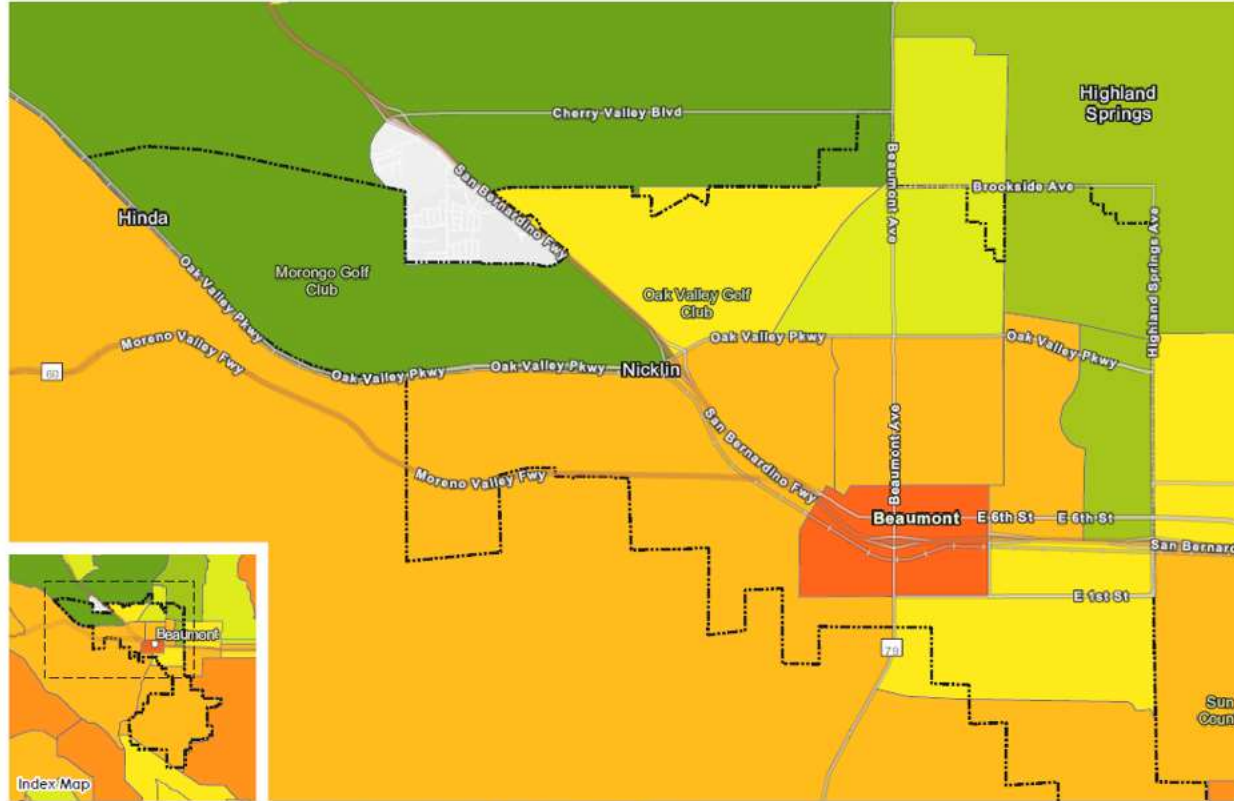 Highland
Springs
Cherry Valley Blvd
San Bernardino Fwy
Beaumont Ave
Brookside Ave
Hinda
Highland Springs Ave
Morongo Golf
Club
Oak Valley Golf
Club
Oak Valley Pkwy
Oak Valley Pkwy
Oak Valley Pkwy
Moreno Valley Fwy
60
Oak Valley Pkwy
Oak Valley Pkwy
Nicklin
San Bernardino Fwy
Beaumont Ave
Moreno Valley Fwy
Beaumont
E 6th St
E 6th St
San Bernard
E 1st St
Beaumont
79
Sun
Coun
Index Map